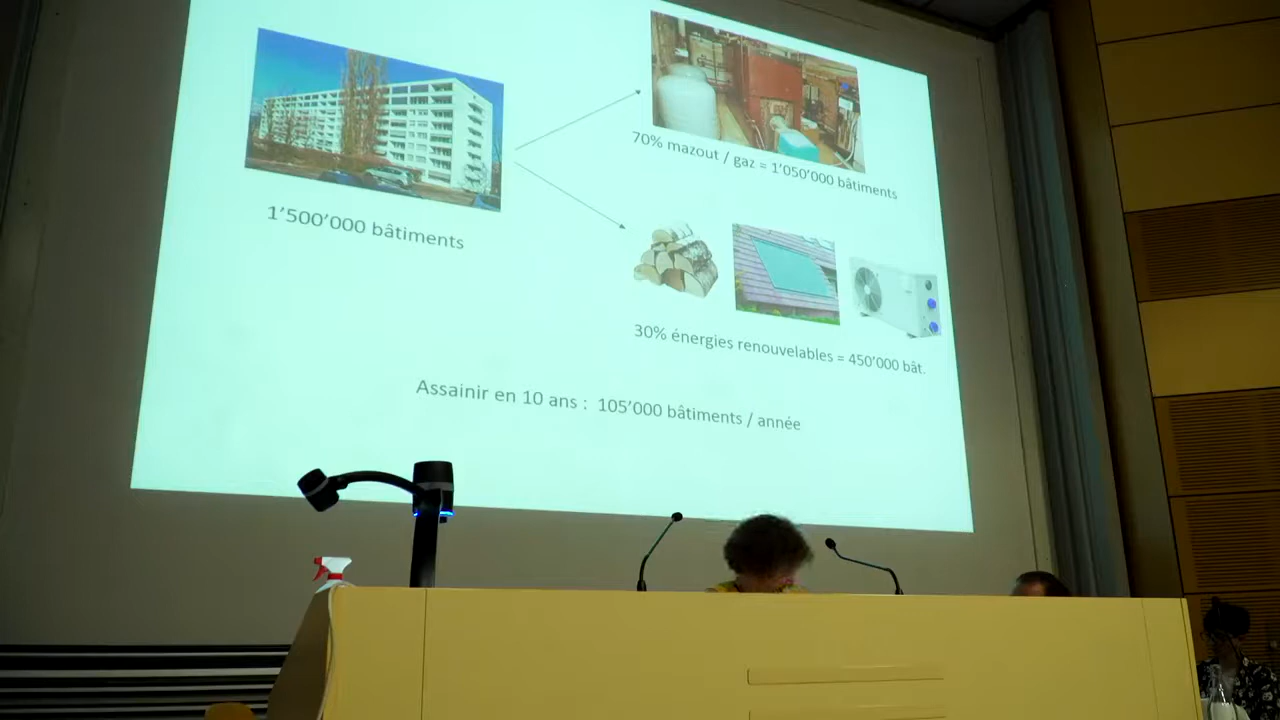 70% mazout / gaz = 1’050’000 bâtiments
1’500’000 bâtiments
30% énergies renouvelables = 450’000 bât.
Assainir en 10 ans : 105’000 bâtiments / année